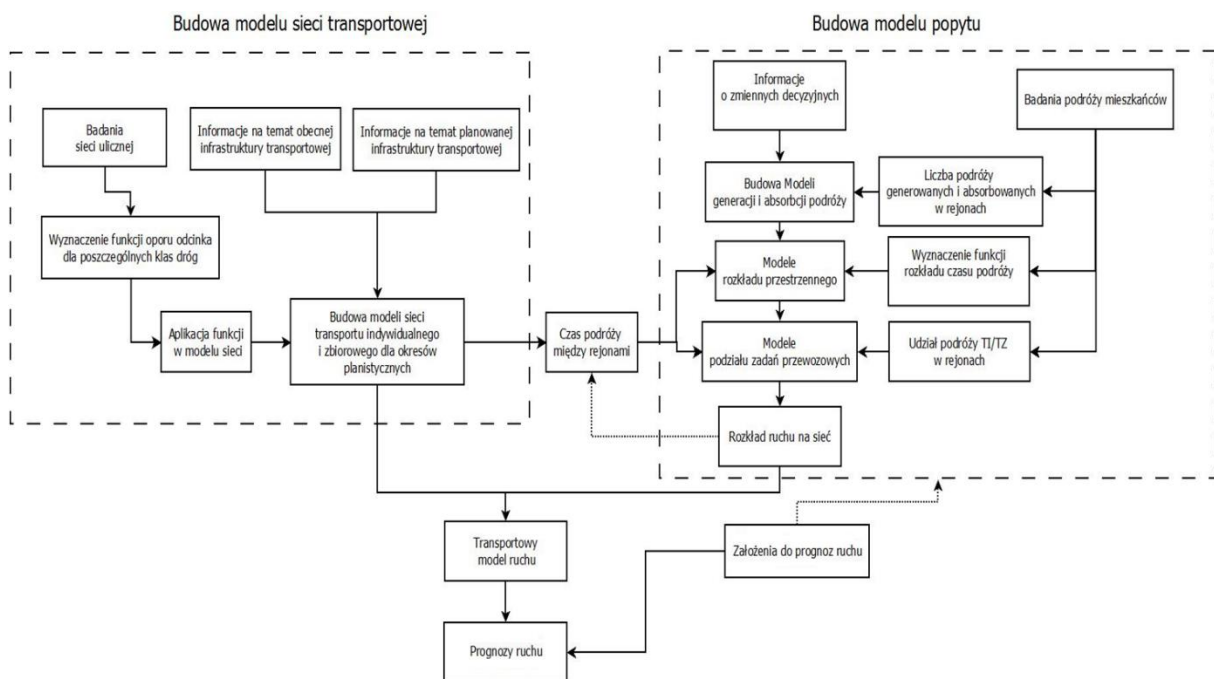 Budowa modelu sieci transportowej
Budowa modelu popytu
Badania
sieci ulicznej
Informacje na temat obecnej
infrastruktury transportowej
Informacje na temat planowanej
infrastruktury transportowej
Wyznaczenie funkcji oporu odcinka
dla poszczególnych klas dróg
Aplikacja funkcji
w modelu sieci
Budowa modeli sieci
transportu indywidualnego
i zbiorowego dla okresów
planistycznych
Czas podróży
między rejonami
Informacje
o zmiennych decyzyjnych
Badania podróży mieszkańców
Budowa Modeli
generacji i absorbcji podróży
Liczba podróży
generowanych i absorbowanych
w rejonach
Modele
rozkładu przestrzennego
Wyznaczenie funkcji
rozkładu czasu podróży
Modele
podziału zadań przewozowych
Udział podróży TI/TZ
w rejonach
Rozkład ruchu na sieć
Transportowy
model ruchu
Założenia do prognoz ruchu
Prognozy ruchu